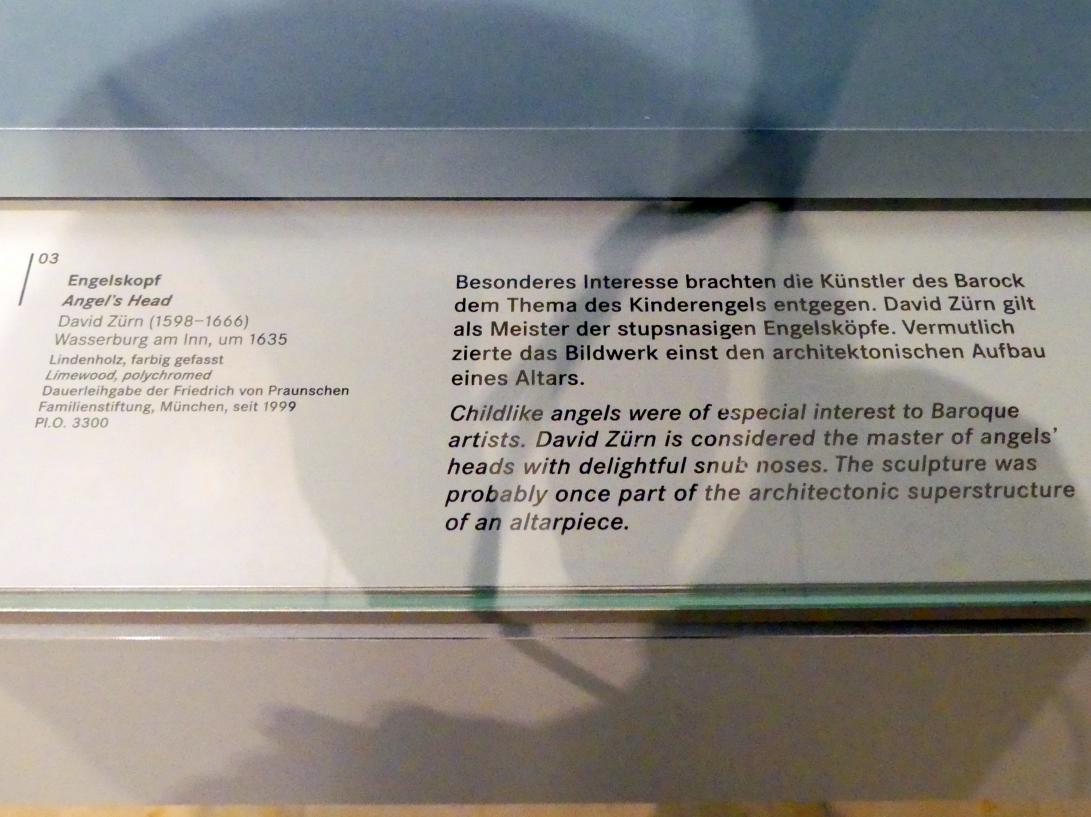 03
Engelskopf
Angel's Head
David Zürn (1598–1666)
Wasserburg am Inn, um 1635
Lindenholz, farbig gefasst
Limewood, polychromed
Dauerleihgabe der Friedrich von Praunschen
Familienstiftung, München, seit 1999
Pl.O. 3300
Besonderes Interesse brachten die Künstler des Barock
dem Thema des Kinderengels entgegen. David Zürn gilt
als Meister der stupsnasigen Engelsköpfe. Vermutlich
zierte das Bildwerk einst den architektonischen Aufbau
eines Altars.
Childlike angels were of especial interest to Baroque
artists. David Zürn is considered the master of angels'
heads with delightful snub noses. The sculpture was
probably once part of the architectonic superstructure
of an altarpiece.